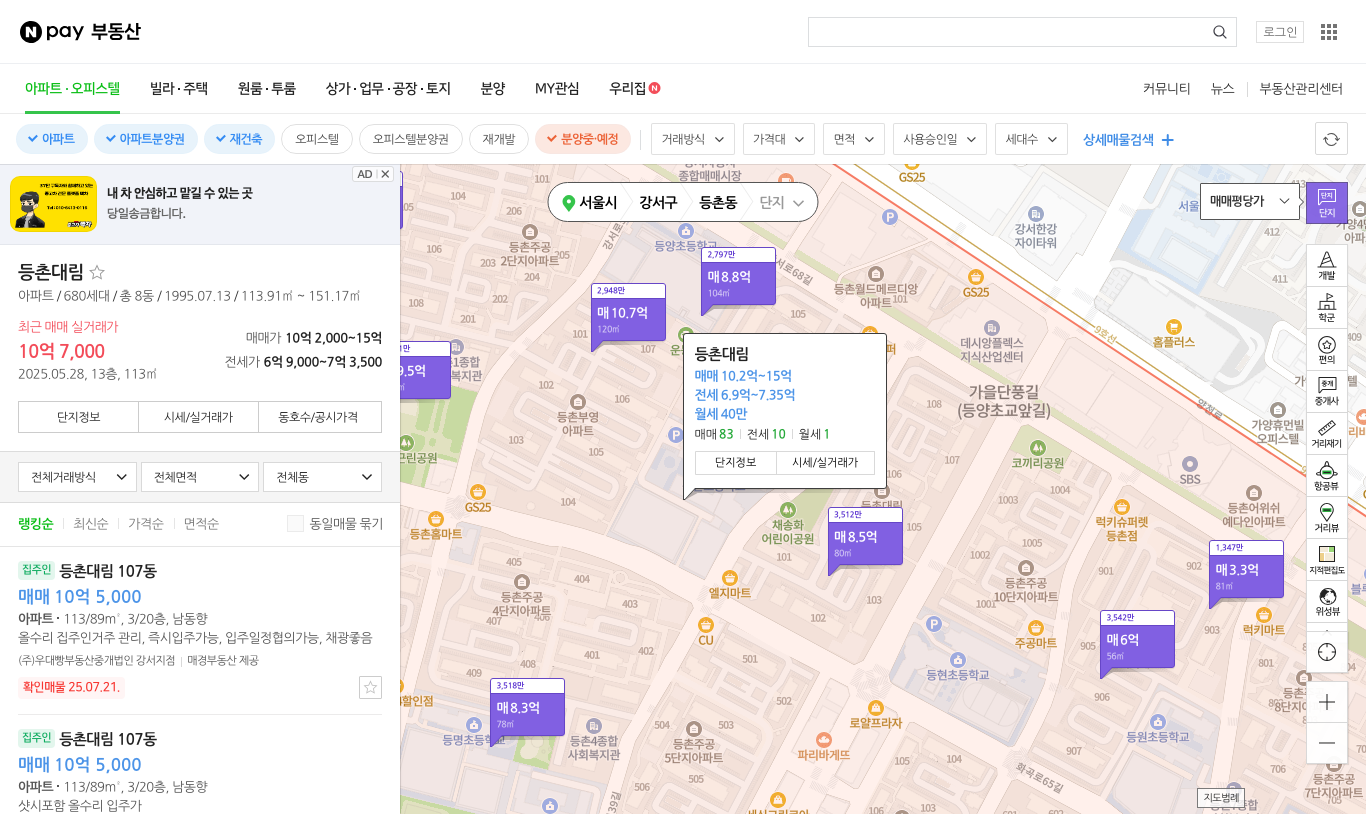 N pay 부동산
로그인
아파트·오피스텔
빌라·주택
원룸·투룸
상가·업무·공장·토지
분양
MY관심
우리집 N
커뮤니티
뉴스
부동산관리센터
아파트
아파트분양권
재건축
오피스텔
오피스텔분양권
재개발
분양중·예정
거래방식
가격대
면적
사용승인일
세대수
상세매물검색
AD
내 차 안심하고 맡길 수 있는 곳
당일송금합니다.
등촌대림
아파트 / 680세대 / 총 8동 / 1995.07.13 / 113.91㎡ ~ 151.17㎡
최근 매매 실거래가
10억 7,000
2025.05.28, 13층, 113㎡
매매가 10억 2,000~15억
전세가 6억 9,000~7억 3,500
단지정보
시세/실거래가
동호수/공시가격
전체거래방식
전체면적
전체동
랭킹순
최신순
가격순
면적순
동일매물 묶기
집주인 등촌대림 107동
매매 10억 5,000
아파트 · 113/89m², 3/20층, 남동향
올수리 집주인거주 관리, 즉시입주가능, 입주일정협의가능, 채광좋음
(주)우대빵부동산중개법인 강서지점 | 매경부동산 제공
확인매물 25.07.21.
집주인 등촌대림 107동
매매 10억 5,000
아파트 · 113/89m², 3/20층, 남동향
샷시포함 올수리 입주가
서울시
강서구
등촌동
단지
매매평당가
단지
단지
개발
학군
편의
중개
중개사
거리재기
항공뷰
거리뷰
지적편집도
위성뷰
지도범례
종합매매시장
GS25
강서한강
자이타워
등촌주공
2단지아파트
등양초등학교
2,797만
매 8.8억
104㎡
2,948만
매 10.7억
120㎡
등촌월드메르디앙
아파트
GS25
데시앙플렉스
지식산업센터
홈플러스
9호선
양천로
가을단풍길
(등양초교앞길)
가양휴먼빌
오피스텔
코끼리공원
SBS
등촌부영
아파트
GS25
등촌홈마트
등촌대림
매매 10.2억~15억
전세 6.9억~7.35억
월세 40만
매매 83 | 전세 10 | 월세 1
단지정보
시세/실거래가
채송화
어린이공원
3,512만
매 8.5억
80㎡
럭키슈퍼렛
등촌점
등촌어위쉬
예다인아파트
1,347만
매 3.3억
81㎡
등촌주공
4단지아파트
엘지마트
CU
등촌주공
10단지아파트
주공마트
3,542만
매 6억
56㎡
럭키마트
등현초등학교
3,518만
매 8.3억
78㎡
등명초등학교
등촌4종합
사회복지관
등촌주공
5단지아파트
로얄프라자
파리바게뜨
등원초등학교
화곡로65길
등촌주공
7단지아파트